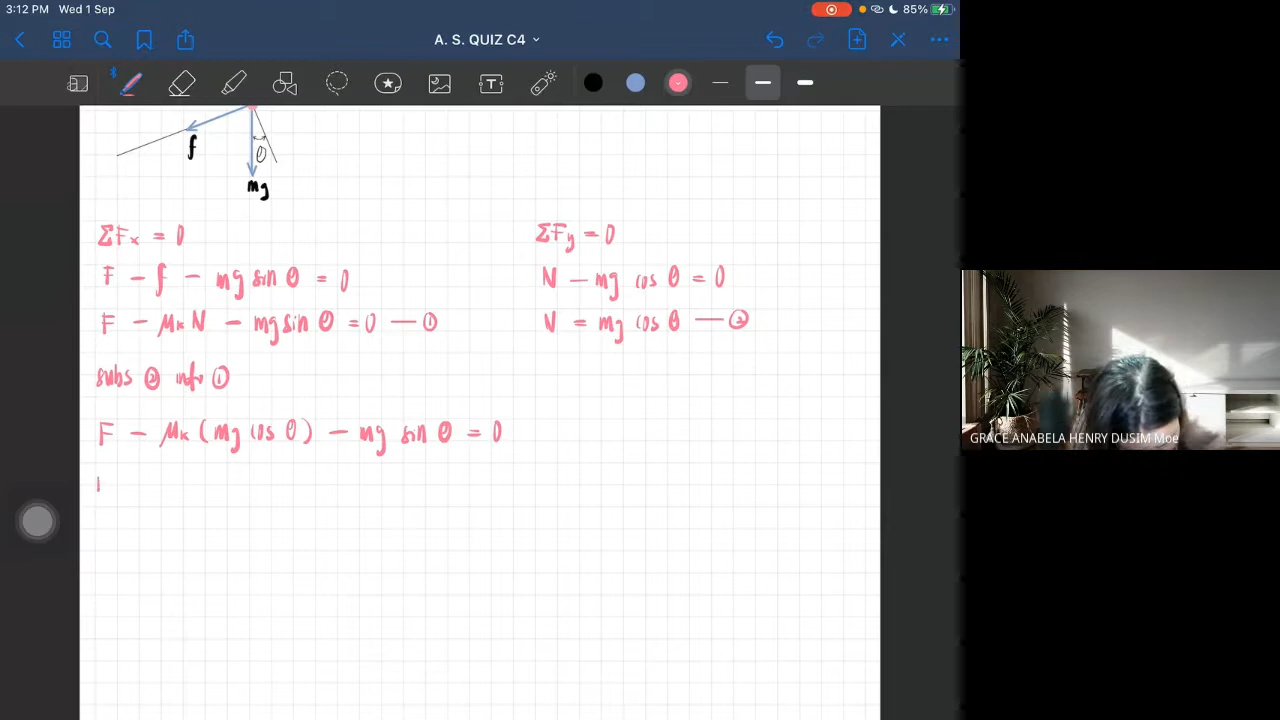 3:12 PM Wed 1 Sep
85%
A. S. QUIZ C4
T
f
θ
mg
ΣFx = 0
F - f - mg sin θ = 0
F - μkN - mg sin θ = 0 — ①
subs ② into ①
F - μk (mg cos θ) - mg sin θ = 0
ΣFy = 0
N - mg cos θ = 0
N = mg cos θ — ②
GRACE ANABELA HENRY DUSIM Moe